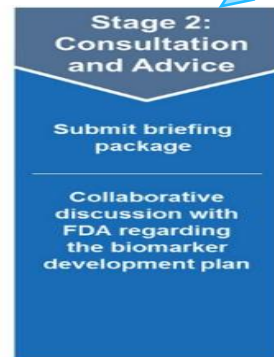 Stage 2:
Consultation
and Advice
Submit briefing
package
Collaborative
discussion with
FDA regarding
the biomarker
development plan